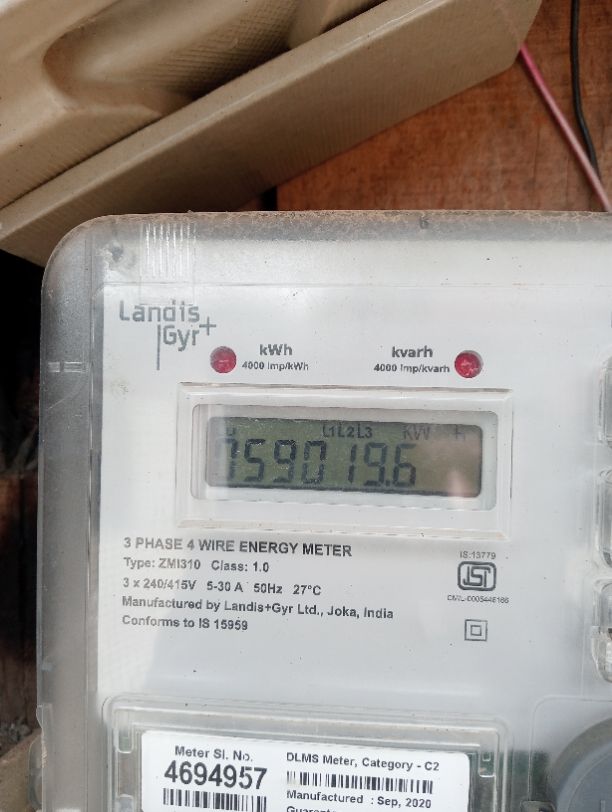 Landis
Gyr+
kWh
4000 Imp/kWh
kvarh
4000 Imp/kvarh
L1L2L3 kW h
759019.6
3 PHASE 4 WIRE ENERGY METER
Type: ZMI310 Class: 1.0
3 x 240/415V 5-30 A 50Hz 27°C
Manufactured by Landis+Gyr Ltd., Joka, India
Conforms to IS 15959
IS:13779
Meter Sl. No.
4694957
DLMS Meter, Category - C2
Manufactured : Sep, 2020